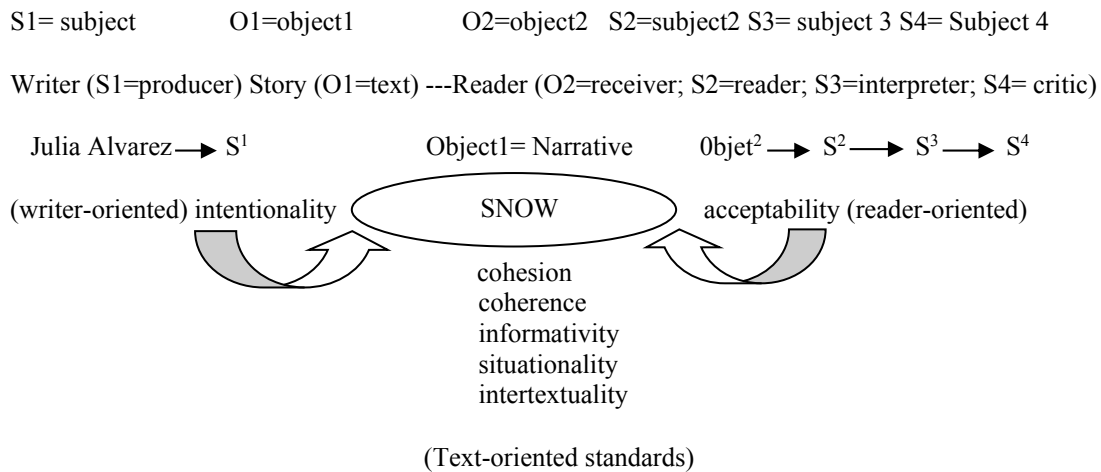 S1= subject O1=object1 O2=object2 S2=subject2 S3= subject 3 S4= Subject 4
Writer (S1=producer) Story (O1=text) ---Reader (O2=receiver; S2=reader; S3=interpreter; S4= critic)
Julia Alvarez → S¹ Object1= Narrative 0bjet² → S² → S³ → S⁴
(writer-oriented) intentionality SNOW acceptability (reader-oriented)
cohesion
coherence
informativity
situationality
intertextuality
(Text-oriented standards)